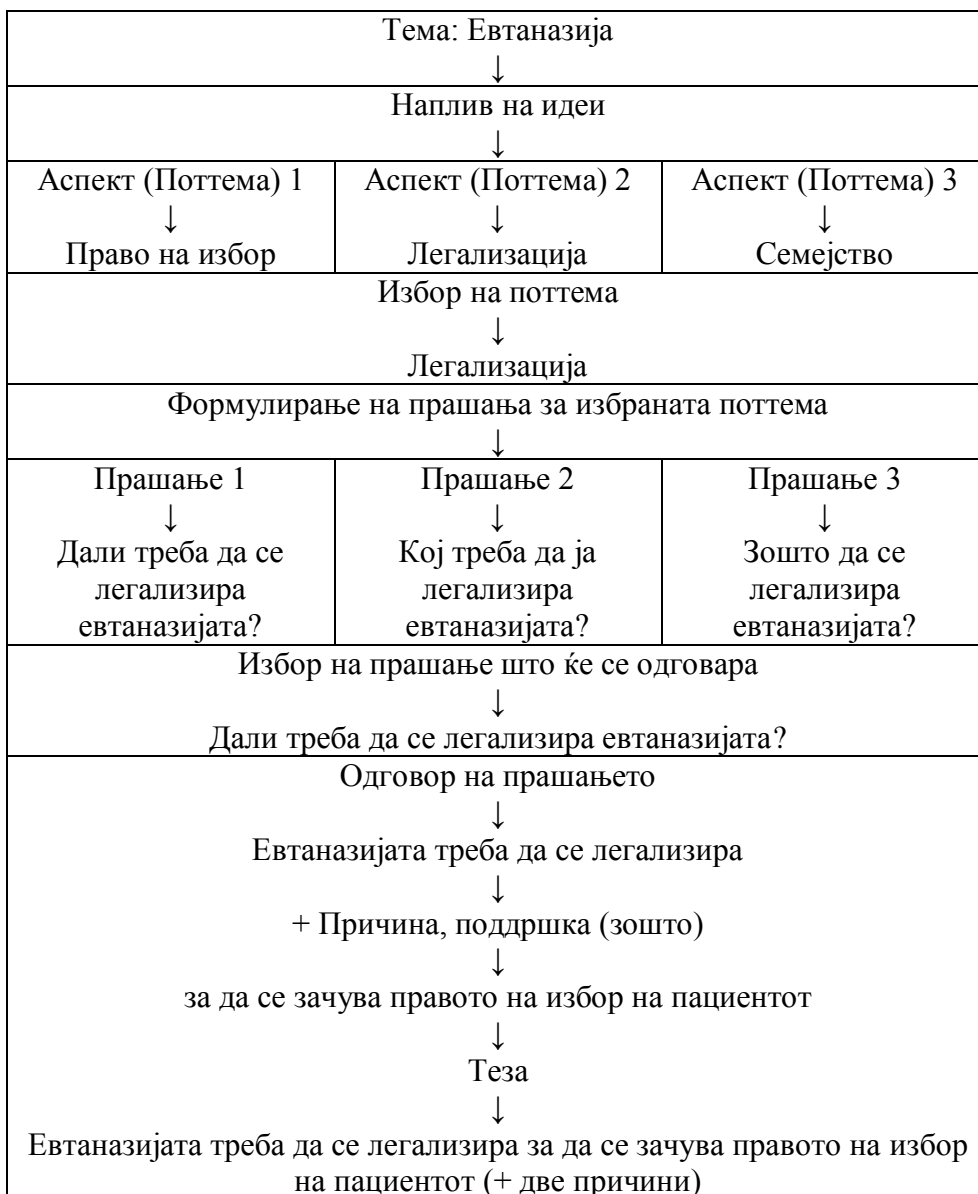 Тема: Евтаназија
↓
Наплив на идеи
↓
Аспект (Поттема) 1
↓
Право на избор
Аспект (Поттема) 2
↓
Легализација
Аспект (Поттема) 3
↓
Семејство
Избор на поттема
↓
Легализација
Формулирање на прашања за избраната поттема
↓
Прашање 1
↓
Дали треба да се
легализира
евтаназијата?
Прашање 2
↓
Кој треба да ја
легализира
евтаназијата?
Прашање 3
↓
Зошто да се
легализира
евтаназијата?
Избор на прашање што ќе се одговара
↓
Дали треба да се легализира евтаназијата?
Одговор на прашањето
↓
Евтаназијата треба да се легализира
↓
+ Причина, поддршка (зошто)
↓
за да се зачува правото на избор на пациентот
↓
Теза
↓
Евтаназијата треба да се легализира за да се зачува правото на избор
на пациентот (+ две причини)